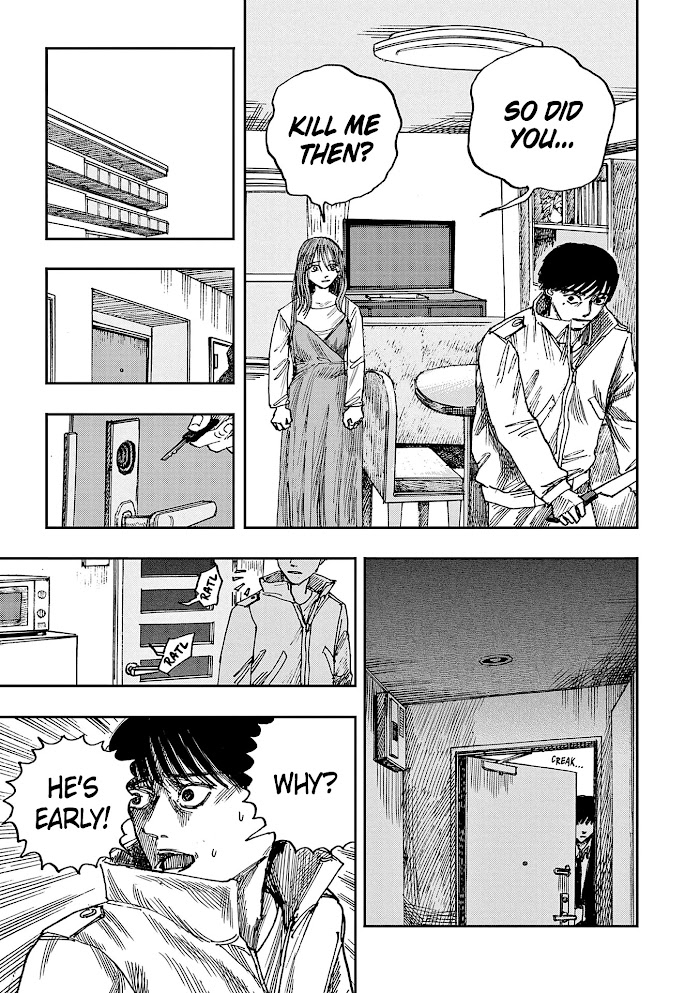 SO DID
YOU...
KILL ME
THEN?
CREAK...
RATL
RATL
WHY?
HE'S
EARLY!